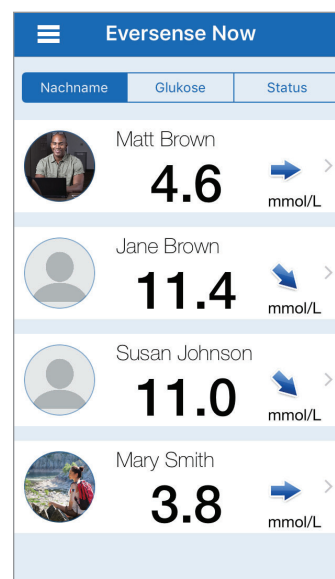 Eversense Now
Nachname Glukose Status
Matt Brown
4.6
mmol/L
Jane Brown
11.4
mmol/L
Susan Johnson
11.0
mmol/L
Mary Smith
3.8
mmol/L